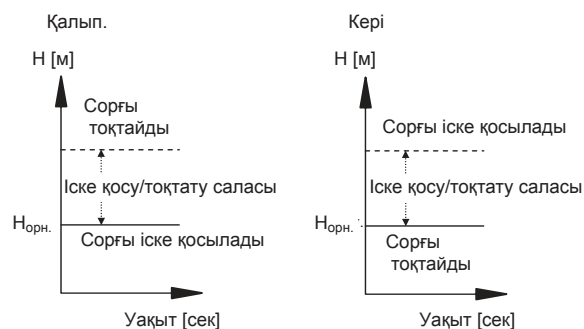 Қалып.
H [м]
Сорғы
тоқтайды
Іске қосу/тоқтату саласы
Hорн.
Сорғы іске қосылады
Уақыт [сек]
Кері
H [м]
Сорғы іске қосылады
Іске қосу/тоқтату саласы
Hорн.
Сорғы
тоқтайды
Уақыт [сек]